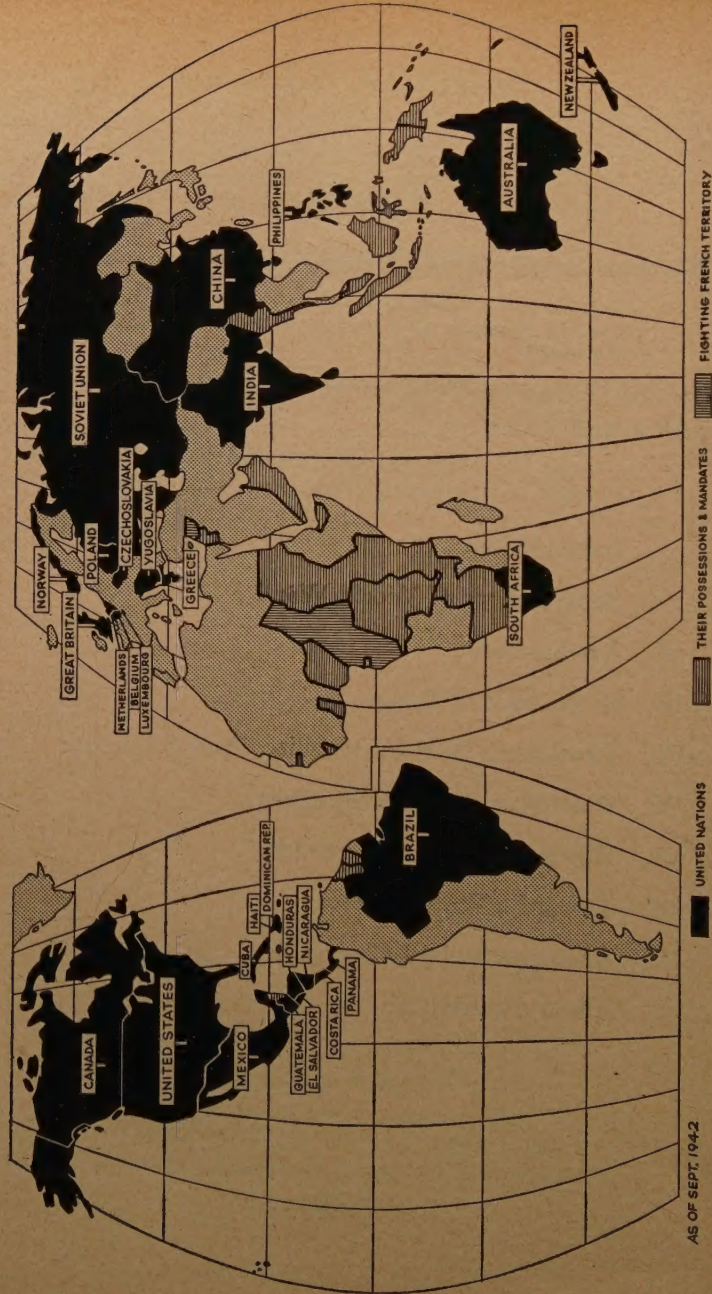 CANADA
UNITED STATES
MEXICO
CUBA
HAITI
DOMINICAN REP.
HONDURAS
NICARAGUA
GUATEMALA
EL SALVADOR
COSTA RICA
PANAMA
BRAZIL
NORWAY
GREAT BRITAIN
POLAND
CZECHOSLOVAKIA
YUGOSLAVIA
NETHERLANDS
BELGIUM
LUXEMBOURG
GREECE
SOVIET UNION
CHINA
INDIA
PHILIPPINES
SOUTH AFRICA
AUSTRALIA
NEW ZEALAND
AS OF SEPT. 1942
UNITED NATIONS
THEIR POSSESSIONS & MANDATES
FIGHTING FRENCH TERRITORY